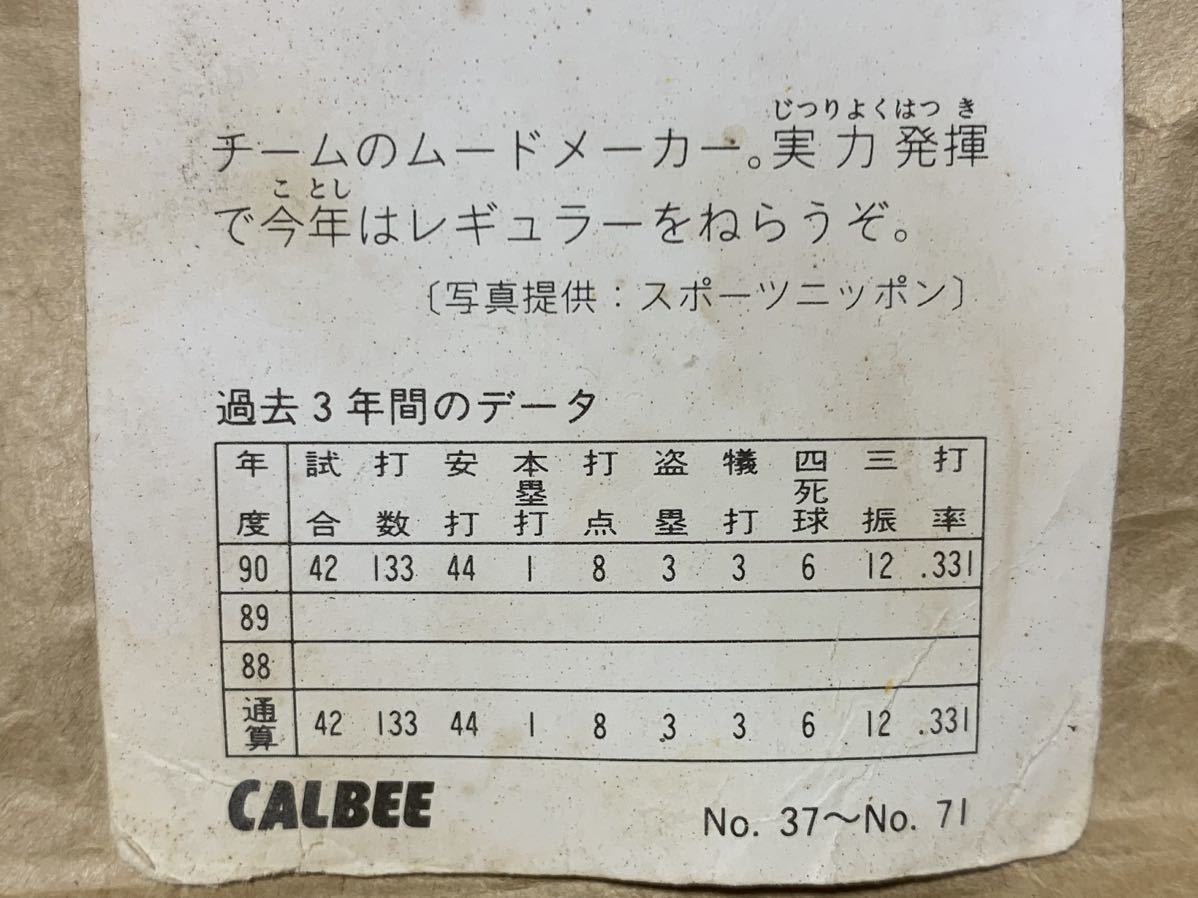 じつりよくはつき
チームのムードメーカー。実力発揮
ことし
で今年はレギュラーをねらうぞ。
〔写真提供：スポーツニッポン〕
過去3年間のデータ
年度 試合 打数 安打 本塁打 打点 盗塁 犠打 四死球 三振 打率
90 42 133 44 1 8 3 3 6 12 .331
89
88
通算 42 133 44 1 8 3 3 6 12 .331
CALBEE No. 37〜No. 71